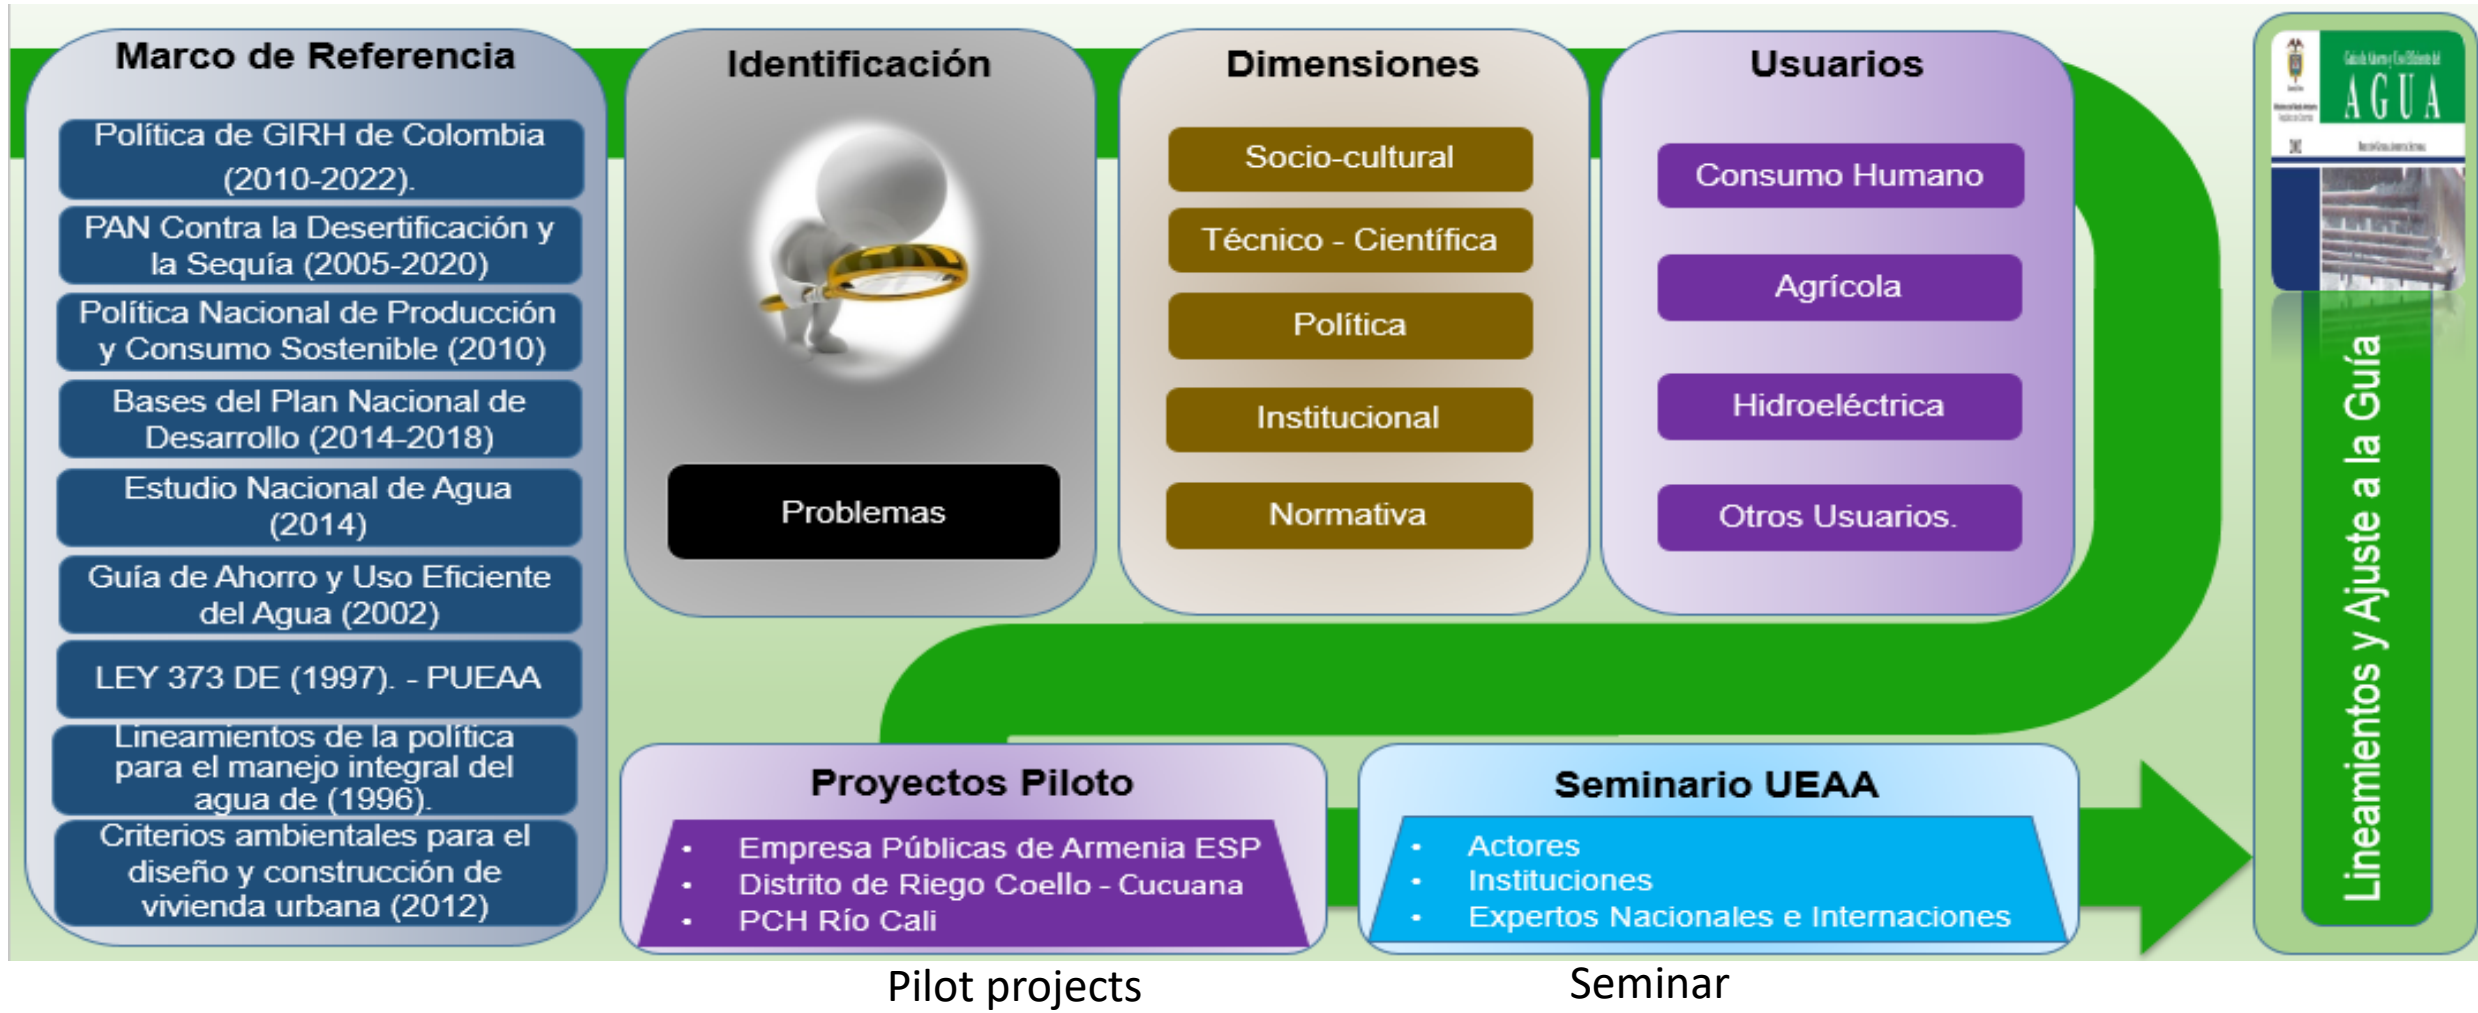 Marco de Referencia
Política de GIRH de Colombia
(2010-2022).
PAN Contra la Desertificación y
la Sequía (2005-2020)
Política Nacional de Producción
y Consumo Sostenible (2010)
Bases del Plan Nacional de
Desarrollo (2014-2018)
Estudio Nacional de Agua
(2014)
Guía de Ahorro y Uso Eficiente
del Agua (2002)
LEY 373 DE (1997). - PUEAA
Lineamientos de la política
para el manejo integral del
agua de (1996).
Criterios ambientales para el
diseño y construcción de
vivienda urbana (2012)
Identificación
Problemas
Dimensiones
Socio-cultural
Técnico - Científica
Política
Institucional
Normativa
Usuarios
Consumo Humano
Agrícola
Hidroeléctrica
Otros Usuarios.
Proyectos Piloto
• Empresa Públicas de Armenia ESP
• Distrito de Riego Coello - Cucuana
• PCH Río Cali
Seminario UEAA
• Actores
• Instituciones
• Expertos Nacionales e Internaciones
Guía de Ahorro y Uso Eficiente del
AGUA
Lineamientos y Ajuste a la Guía
Pilot projects
Seminar